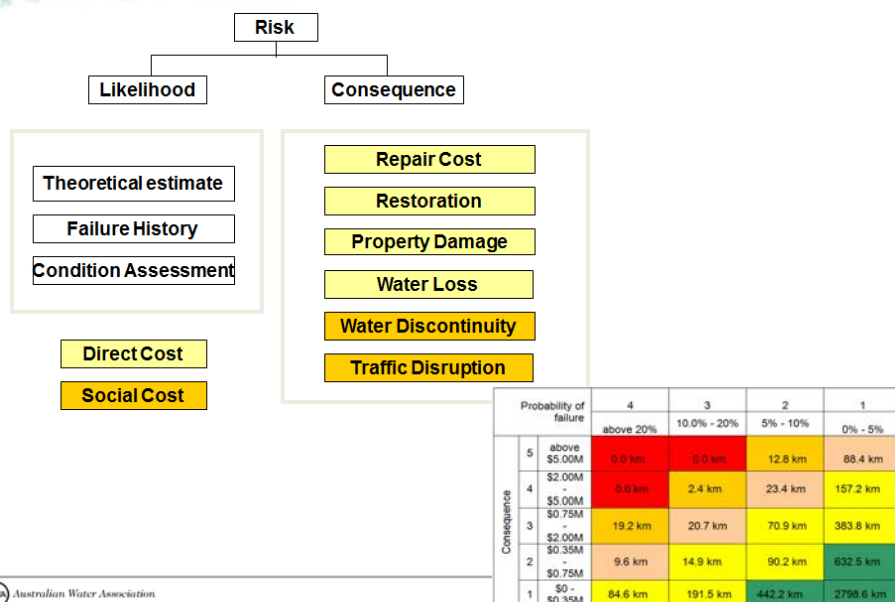 Risk
Likelihood
Consequence
Theoretical estimate
Failure History
Condition Assessment
Direct Cost
Social Cost
Repair Cost
Restoration
Property Damage
Water Loss
Water Discontinuity
Traffic Disruption
Probability of failure 4 3 2 1
above 20% 10.0% - 20% 5% - 10% 0% - 5%
Consequence
5 above $5.00M 0.0 km 0.0 km 12.8 km 88.4 km
4 $2.00M - $5.00M 0.0 km 2.4 km 23.4 km 157.2 km
3 $0.75M - $2.00M 19.2 km 20.7 km 70.9 km 383.8 km
2 $0.35M - $0.75M 9.6 km 14.9 km 90.2 km 632.5 km
1 $0 - $0.35M 84.6 km 191.5 km 442.2 km 2798.6 km
Australian Water Association